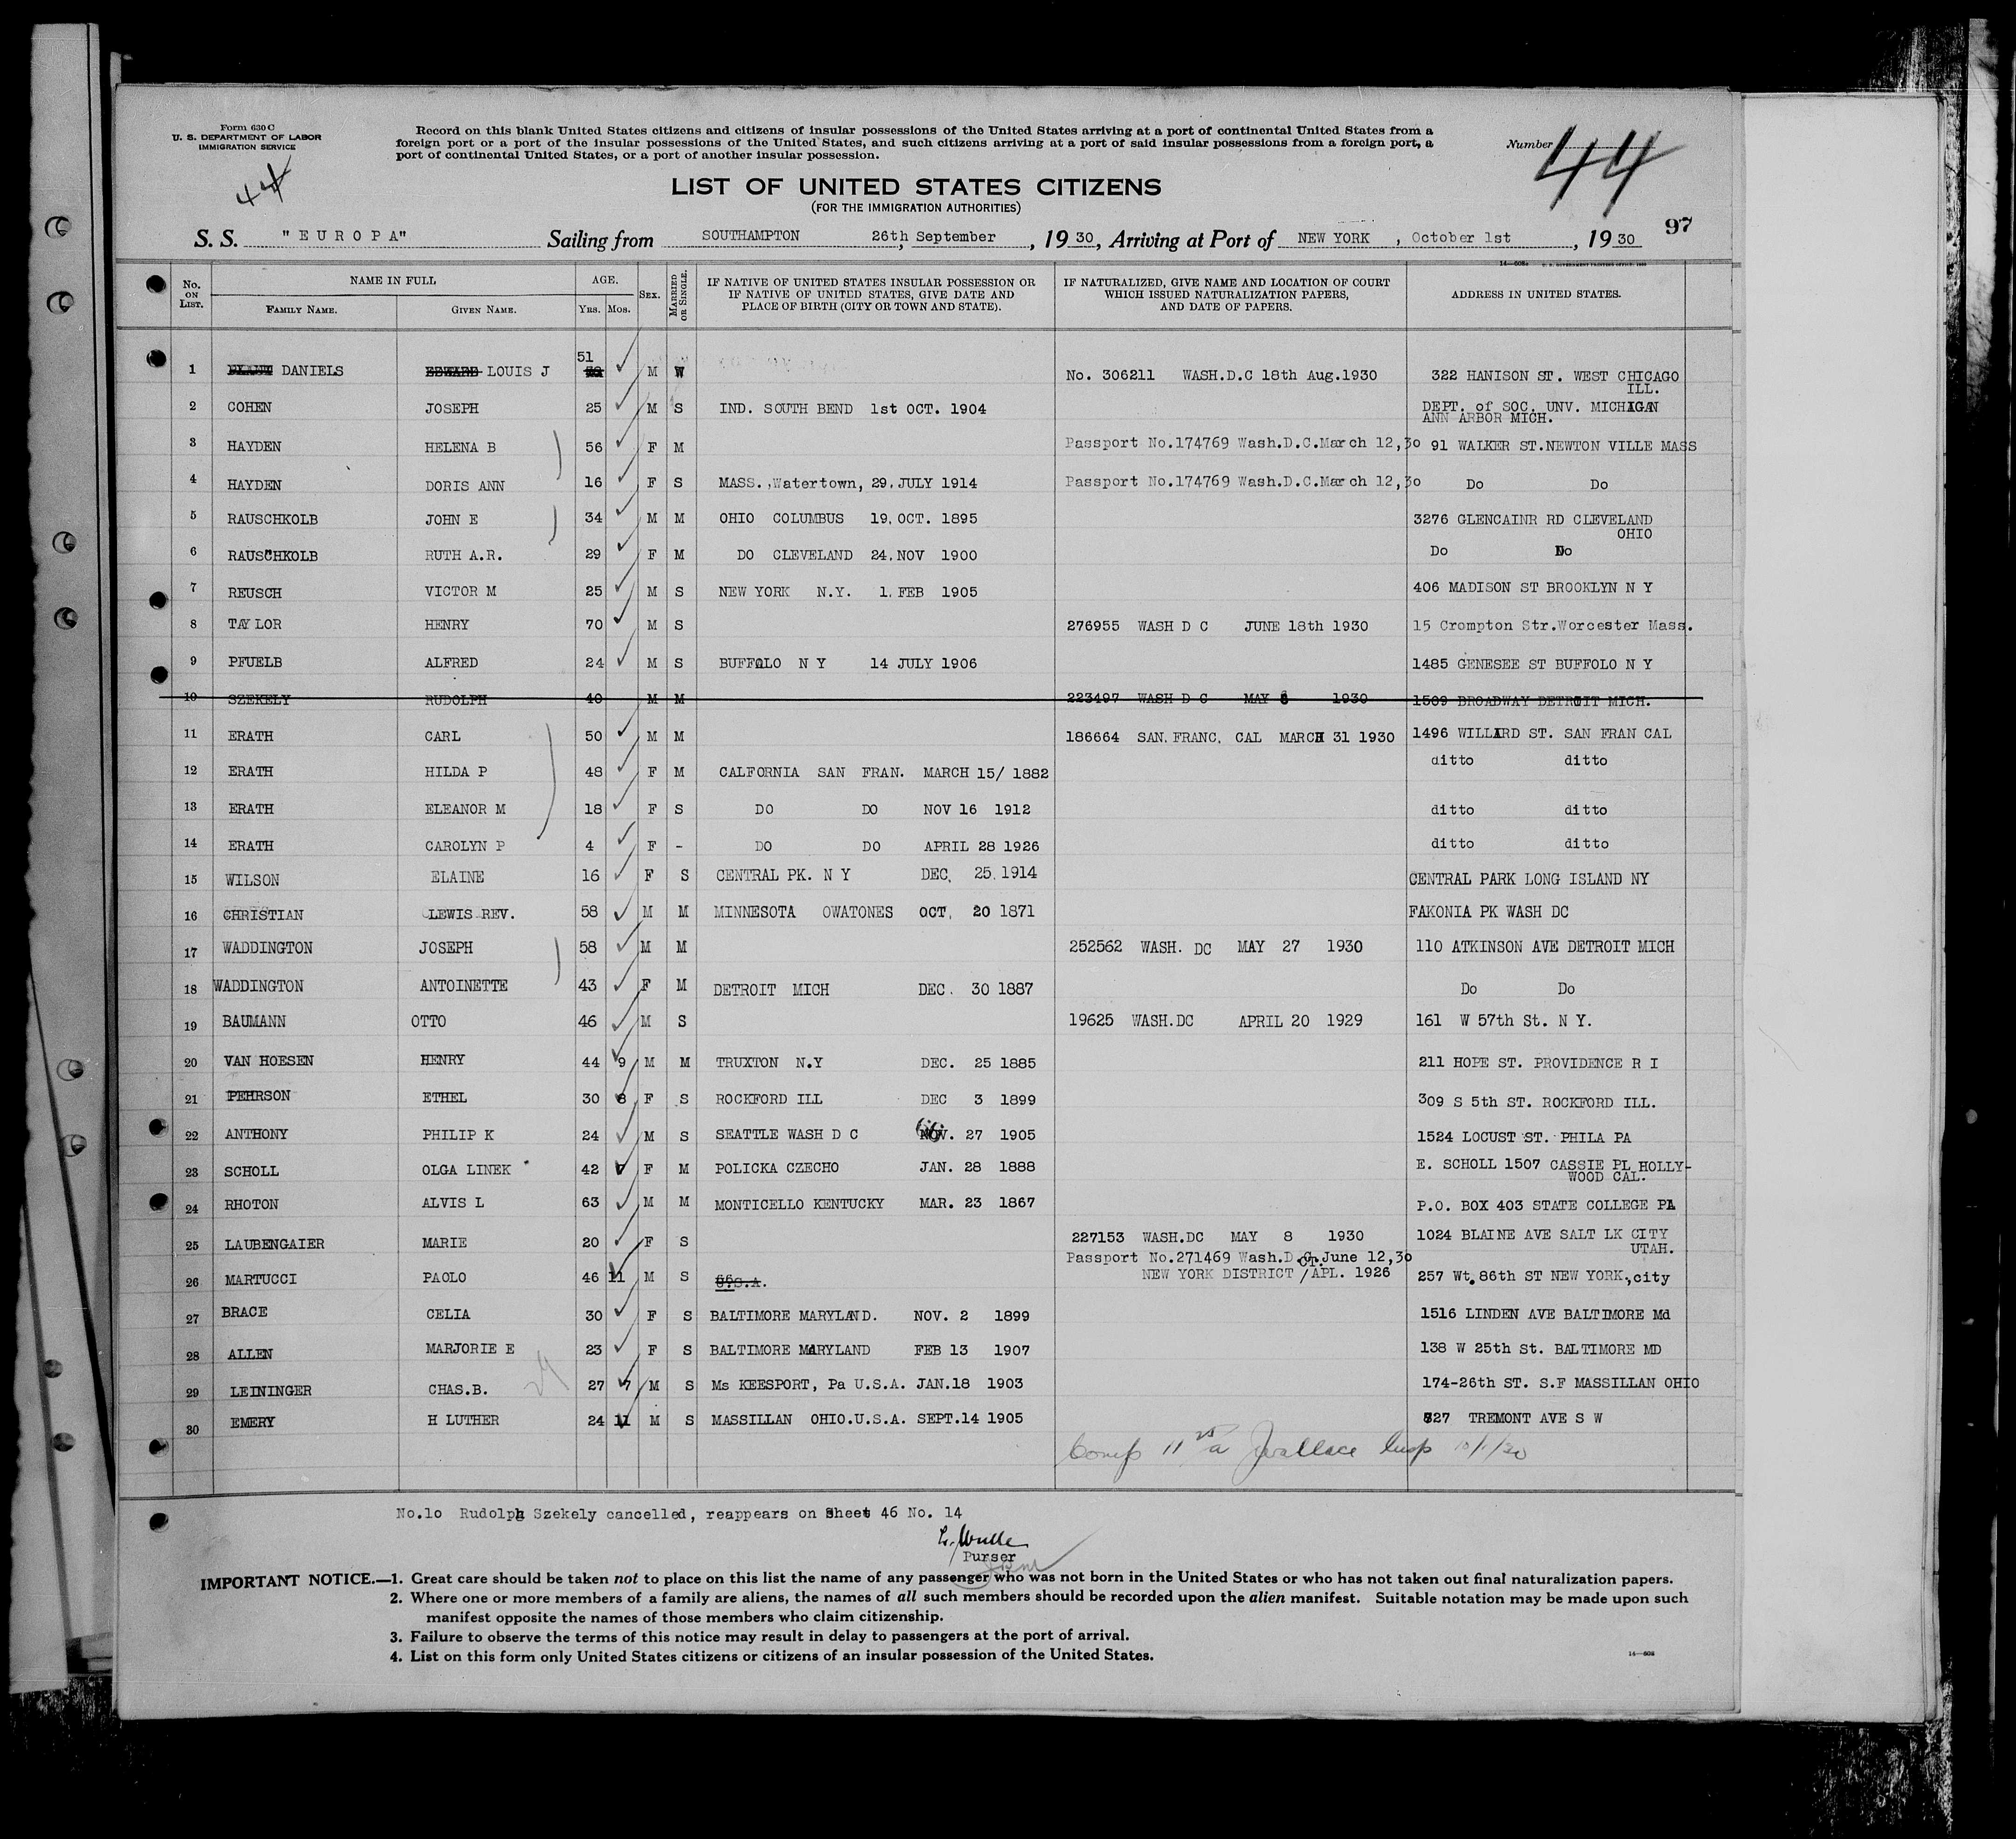 Form 630 C
U. S. DEPARTMENT OF LABOR
IMMIGRATION SERVICE
44
Record on this blank United States citizens and citizens of insular possessions of the United States arriving at a port of continental United States from a
foreign port or a port of the insular possessions of the United States, and such citizens arriving at a port of said insular possessions from a foreign port, a
port of continental United States, or a port of another insular possession.
Number 44
LIST OF UNITED STATES CITIZENS
(FOR THE IMMIGRATION AUTHORITIES)
97
S. S. "EUROPA" Sailing from SOUTHAMPTON 26th September, 1930, Arriving at Port of NEW YORK, October 1st, 1930
No. ON LIST. NAME IN FULL FAMILY NAME. GIVEN NAME. AGE. YRS. MOS. SEX. MARRIED OR SINGLE. IF NATIVE OF UNITED STATES INSULAR POSSESSION OR IF NATIVE OF UNITED STATES, GIVE DATE AND PLACE OF BIRTH (CITY OR TOWN AND STATE). IF NATURALIZED, GIVE NAME AND LOCATION OF COURT WHICH ISSUED NATURALIZATION PAPERS, AND DATE OF PAPERS. ADDRESS IN UNITED STATES.
1 DANIELS EDWARD LOUIS J 51 M W No. 306211 WASH.D.C 18th Aug.1930 322 HANISON ST. WEST CHICAGO ILL.
2 COHEN JOSEPH 25 M S IND. SOUTH BEND 1st OCT. 1904 DEPT. of SOC. UNV. MICHIGAN ANN ARBOR MICH.
3 HAYDEN HELENA B 56 F M Passport No.174769 Wash.D.C.March 12,30 91 WALKER ST.NEWTON VILLE MASS
4 HAYDEN DORIS ANN 16 F S MASS.,Watertown, 29.JULY 1914 Passport No.174769 Wash.D.C.March 12,30 Do Do
5 RAUSCHKOLB JOHN E 34 M M OHIO COLUMBUS 19.OCT. 1895 3276 GLENCAINR RD CLEVELAND OHIO
6 RAUSCHKOLB RUTH A.R. 29 F M DO CLEVELAND 24.NOV 1900 Do Do
7 REUSCH VICTOR M 25 M S NEW YORK N.Y. 1. FEB 1905 406 MADISON ST BROOKLYN N Y
8 TAYLOR HENRY 70 M S 276955 WASH D C JUNE 18th 1930 15 Crompton Str.Worcester Mass.
9 PFUELB ALFRED 24 M S BUFFOLO N Y 14 JULY 1906 1485 GENESEE ST BUFFOLO N Y
10 SZEKELY RUDOLPH 40 M M 223497 WASH D C MAY 1930 1509 BROADWAY DETROIT MICH.
11 ERATH CARL 50 M M 186664 SAN.FRANC. CAL MARCH 31 1930 1496 WILLARD ST. SAN FRAN CAL
12 ERATH HILDA P 48 F M CALFORNIA SAN FRAN. MARCH 15/ 1882 ditto ditto
13 ERATH ELEANOR M 18 F S DO DO NOV 16 1912 ditto ditto
14 ERATH CAROLYN P 4 F - DO DO APRIL 28 1926 ditto ditto
15 WILSON ELAINE 16 F S CENTRAL PK. N Y DEC. 25.1914 CENTRAL PARK LONG ISLAND NY
16 CHRISTIAN LEWIS REV. 58 M M MINNESOTA OWATONES OCT. 20 1871 FAKONIA PK WASH DC
17 WADDINGTON JOSEPH 58 M M 252562 WASH. DC MAY 27 1930 110 ATKINSON AVE DETROIT MICH
18 WADDINGTON ANTOINETTE 43 F M DETROIT MICH DEC. 30 1887 Do Do
19 BAUMANN OTTO 46 M S 19625 WASH.DC APRIL 20 1929 161 W 57th St. N Y.
20 VAN HOESEN HENRY 44 9 M M TRUXTON N.Y DEC. 25 1885 211 HOPE ST. PROVIDENCE R I
21 PEHRSON ETHEL 30 8 F S ROCKFORD ILL DEC 3 1899 309 S 5th ST. ROCKFORD ILL.
22 ANTHONY PHILIP K 24 M S SEATTLE WASH D C NOV. 27 1905 1524 LOCUST ST. PHILA PA
23 SCHOLL OLGA LINEK 42 F M POLICKA CZECHO JAN. 28 1888 E. SCHOLL 1507 CASSIE PL HOLLY- WOOD CAL.
24 RHOTON ALVIS L 63 M M MONTICELLO KENTUCKY MAR. 23 1867 P.O. BOX 403 STATE COLLEGE PA
25 LAUBENGAIER MARIE 20 F S 227153 WASH.DC MAY 8 1930 1024 BLAINE AVE SALT LK CITY UTAH.
26 MARTUCCI PAOLO 46 11 M S U.S.A. Passport No.271469 Wash.D.C.June 12,30 NEW YORK DISTRICT CT./APL. 1926 257 Wt.86th ST NEW YORK.,city
27 BRACE CELIA 30 F S BALTIMORE MARYLAND. NOV. 2 1899 1516 LINDEN AVE BALTIMORE Md
28 ALLEN MARJORIE E 23 F S BALTIMORE MARYLAND FEB 13 1907 138 W 25th St. BALTIMORE MD
29 LEININGER CHAS.B. 27 7 M S Ms KEESPORT, Pa U.S.A. JAN.18 1903 174-26th ST. S.F MASSILLAN OHIO
30 EMERY H LUTHER 24 11 M S MASSILLAN OHIO.U.S.A. SEPT.14 1905 827 TREMONT AVE S W
Comp 11 25 a Wallace Insp 10/1/30
No.1o Rudolph Szekely cancelled, reappears on Sheet 46 No. 14
Purser
IMPORTANT NOTICE.—1. Great care should be taken not to place on this list the name of any passenger who was not born in the United States or who has not taken out final naturalization papers.
2. Where one or more members of a family are aliens, the names of all such members should be recorded upon the alien manifest. Suitable notation may be made upon such
manifest opposite the names of those members who claim citizenship.
3. Failure to observe the terms of this notice may result in delay to passengers at the port of arrival.
4. List on this form only United States citizens or citizens of an insular possession of the United States.
14—608